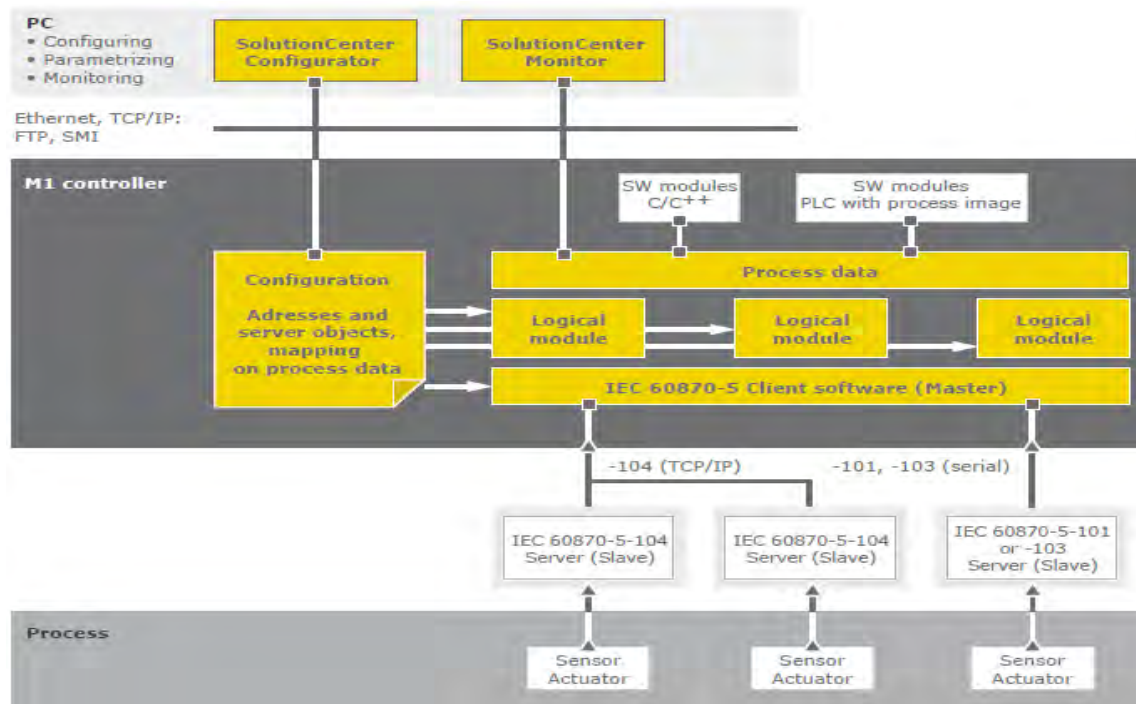 PC
• Configuring
• Parametrizing
• Monitoring
SolutionCenter
Configurator
SolutionCenter
Monitor
Ethernet, TCP/IP:
FTP, SMI
M1 controller
SW modules
C/C++
SW modules
PLC with process image
Configuration
Adresses and
server objects,
mapping
on process data
Process data
Logical
module
Logical
module
Logical
module
IEC 60870-5 Client software (Master)
-104 (TCP/IP)
-101, -103 (serial)
IEC 60870-5-104
Server (Slave)
IEC 60870-5-104
Server (Slave)
IEC 60870-5-101
or -103
Server (Slave)
Process
Sensor
Actuator
Sensor
Actuator
Sensor
Actuator